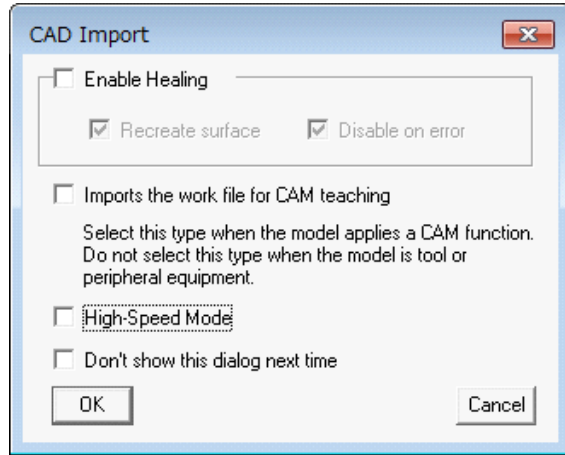 CAD Import
Enable Healing
Recreate surface Disable on error
Imports the work file for CAM teaching
Select this type when the model applies a CAM function.
Do not select this type when the model is tool or
peripheral equipment.
High-Speed Mode
Don't show this dialog next time
OK Cancel